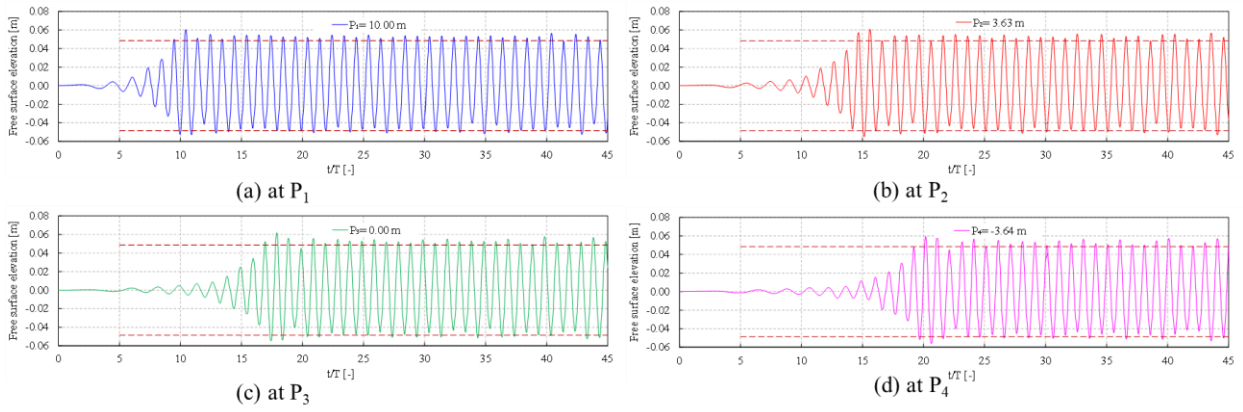 P₁= 10.00 m
Free surface elevation [m]
0.08
0.06
0.04
0.02
0.00
-0.02
-0.04
-0.06
0 5 10 15 20 25 30 35 40 45
t/T [-]
(a) at P₁
P₂= 3.63 m
Free surface elevation [m]
0.08
0.06
0.04
0.02
0.00
-0.02
-0.04
-0.06
0 5 10 15 20 25 30 35 40 45
t/T [-]
(b) at P₂
P₃= 0.00 m
Free surface elevation [m]
0.08
0.06
0.04
0.02
0.00
-0.02
-0.04
-0.06
0 5 10 15 20 25 30 35 40 45
t/T [-]
(c) at P₃
P₄= -3.64 m
Free surface elevation [m]
0.08
0.06
0.04
0.02
0.00
-0.02
-0.04
-0.06
0 5 10 15 20 25 30 35 40 45
t/T [-]
(d) at P₄